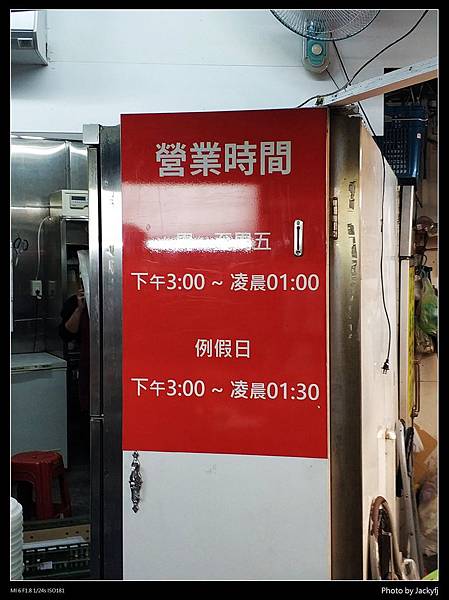 營業時間
週一至週五
下午3:00 ~ 凌晨01:00
例假日
下午3:00 ~ 凌晨01:30
MI 6 F1.8 1/24s ISO181
Photo by Jackyfj